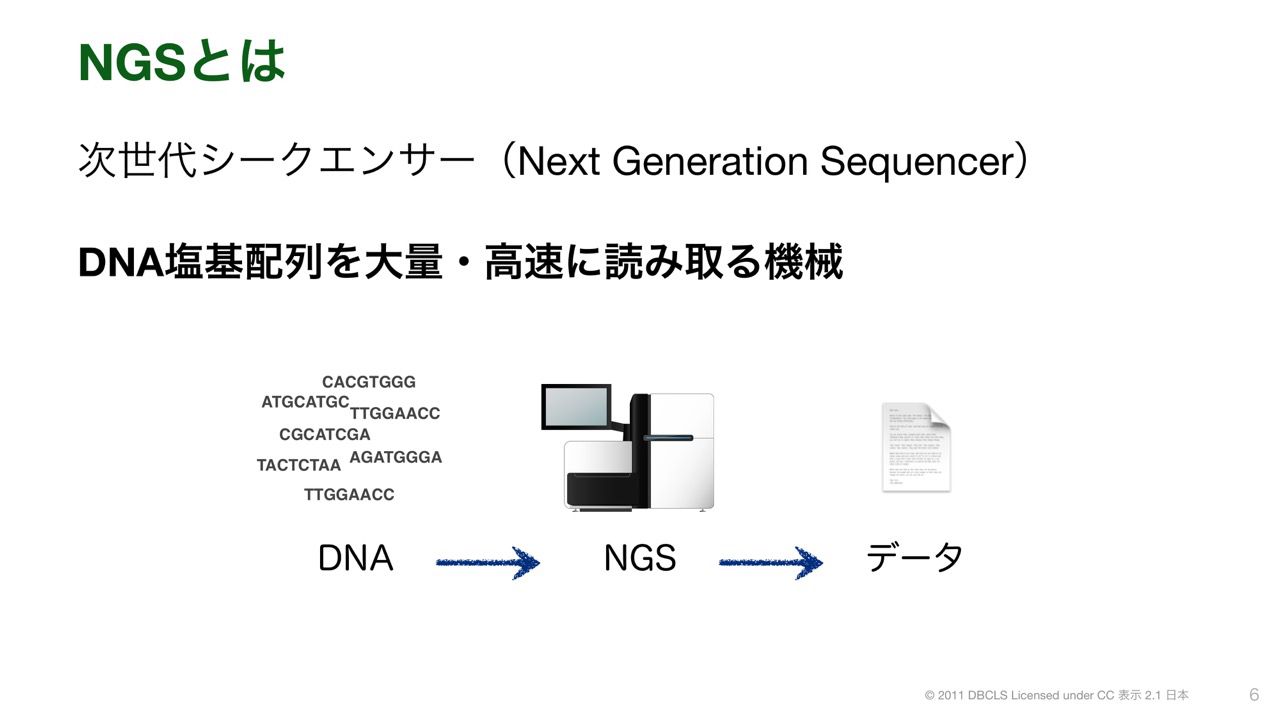 NGSとは
次世代シークエンサー（Next Generation Sequencer）
DNA塩基配列を大量・高速に読み取る機械
CACGTGGG
ATGCATGC
TTGGAACC
CGCATCGA
AGATGGGA
TACTCTAA
TTGGAACC
DNA
NGS
データ
© 2011 DBCLS Licensed under CC 表示 2.1 日本
6